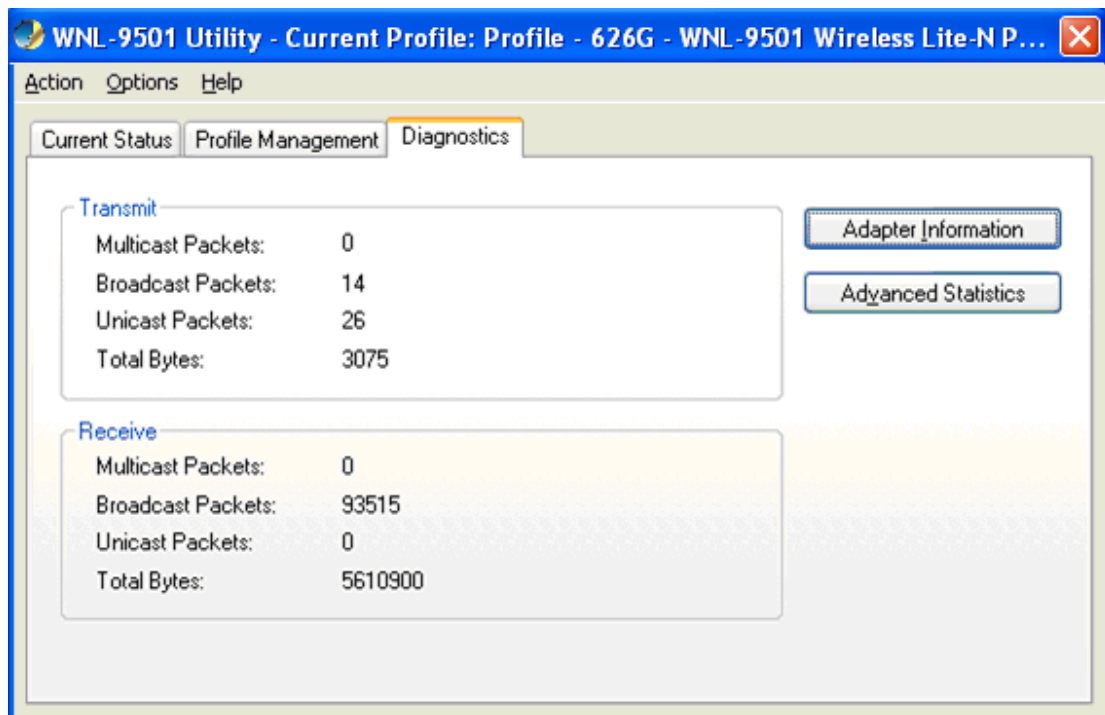 WNL-9501 Utility - Current Profile: Profile - 626G - WNL-9501 Wireless Lite-N P...
Action Options Help
Current Status Profile Management Diagnostics
Transmit
Multicast Packets: 0
Broadcast Packets: 14
Unicast Packets: 26
Total Bytes: 3075
Adapter Information
Advanced Statistics
Receive
Multicast Packets: 0
Broadcast Packets: 93515
Unicast Packets: 0
Total Bytes: 5610900